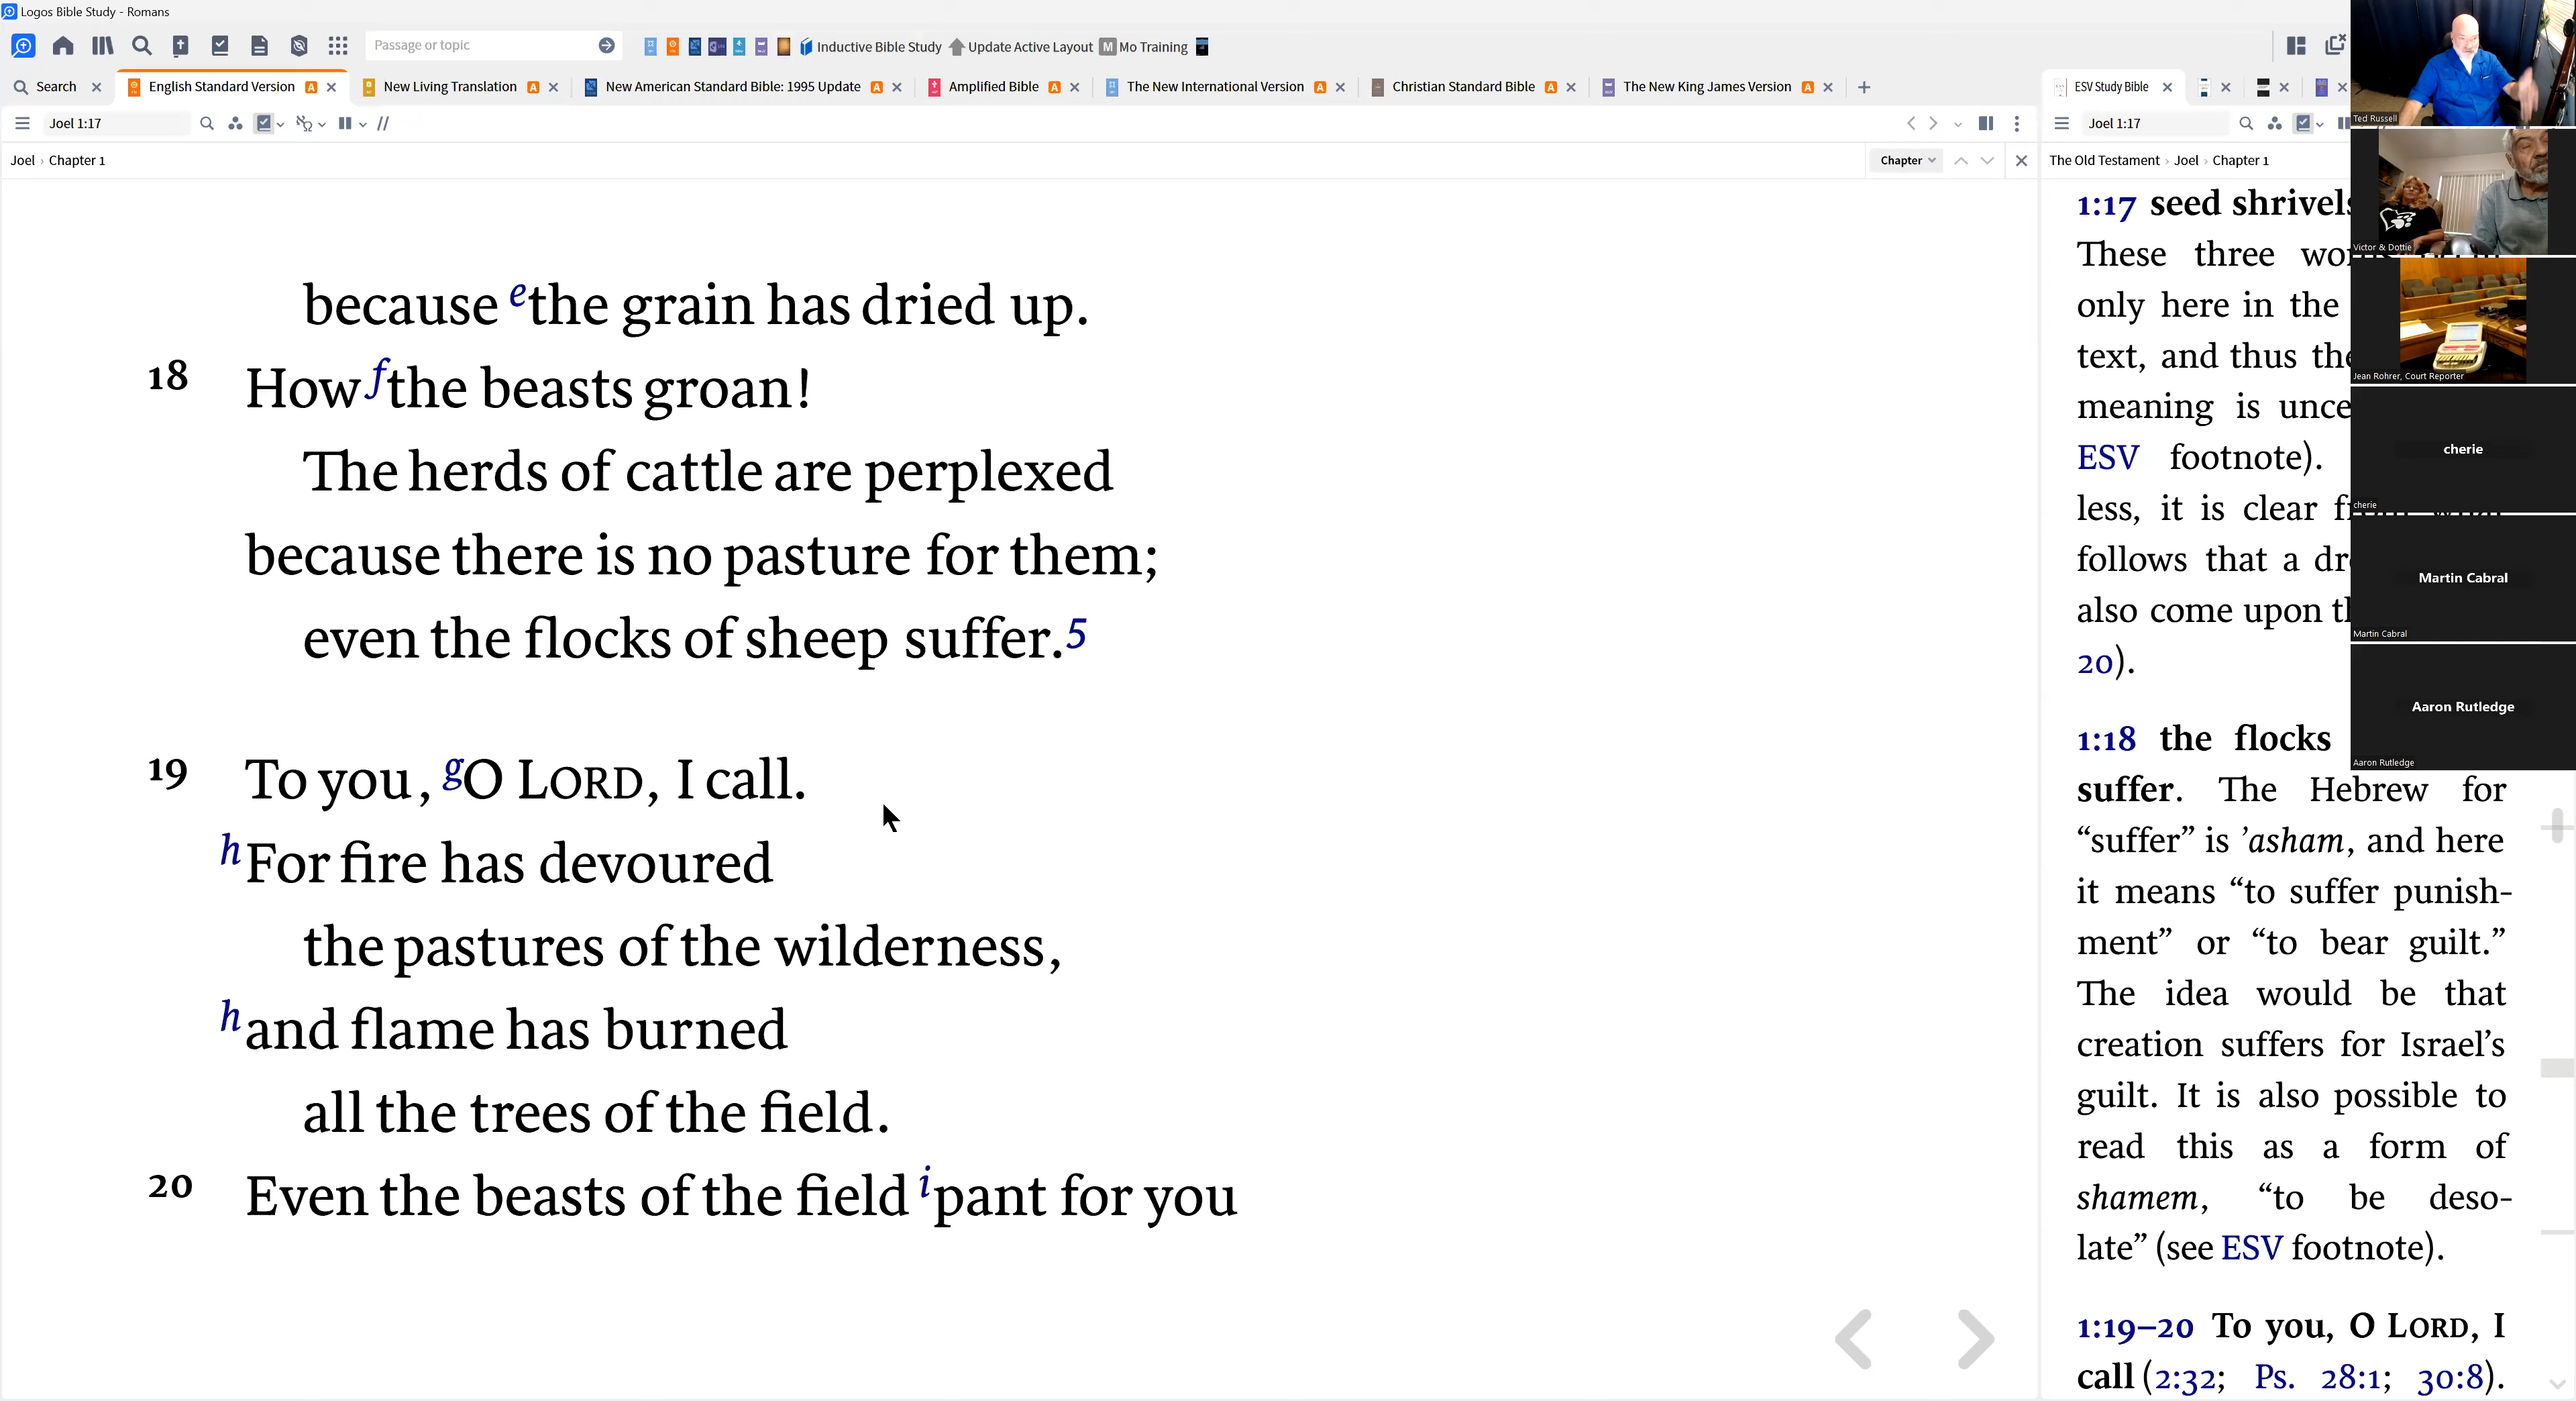 Logos Bible Study - Romans
Passage or topic
Inductive Bible Study Update Active Layout M Mo Training
Search
English Standard Version A
New Living Translation A
New American Standard Bible: 1995 Update A
Amplified Bible A
The New International Version A
Christian Standard Bible A
The New King James Version A
ESV Study Bible
Joel 1:17
Joel 1:17
Joel › Chapter 1
Chapter
The Old Testament › Joel › Chapter 1
because ethe grain has dried up.
18 How fthe beasts groan!
The herds of cattle are perplexed
because there is no pasture for them;
even the flocks of sheep suffer.5
19 To you, gO LORD, I call.
hFor fire has devoured
the pastures of the wilderness,
hand flame has burned
all the trees of the field.
20 Even the beasts of the field ipant for you
1:17 seed shrivels
These three
only here in the
text, and thus
meaning is
ESV footnote).
less, it is clear
follows that a
also come upon
20).
1:18 the flocks
suffer. The Hebrew for
“suffer” is ’asham, and here
it means “to suffer punish-
ment” or “to bear guilt.”
The idea would be that
creation suffers for Israel’s
guilt. It is also possible to
read this as a form of
shamem, “to be deso-
late” (see ESV footnote).
1:19–20 To you, O LORD, I
call (2:32; Ps. 28:1; 30:8).
Ted Russell
Victor & Dottie
Jean Rohrer, Court Reporter
cherie
cherie
Martin Cabral
Martin Cabral
Aaron Rutledge
Aaron Rutledge